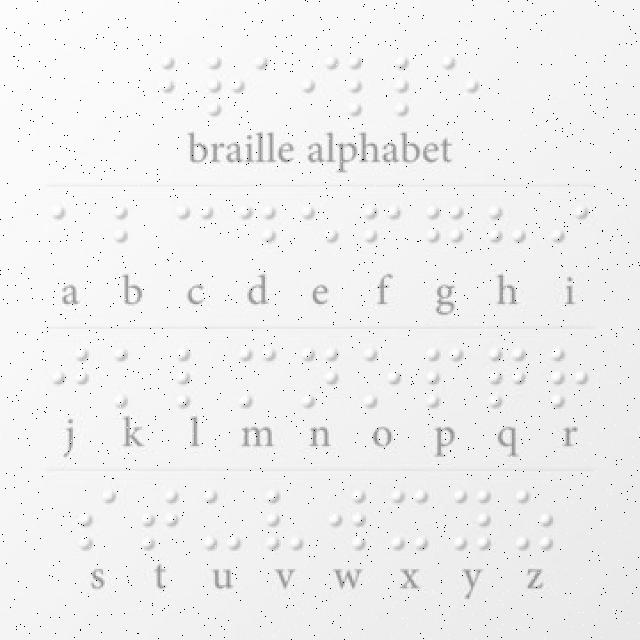 ⠃⠗⠁⠊⠇⠇⠑
braille alphabet
⠁ ⠃ ⠉ ⠙ ⠑ ⠋ ⠛ ⠓ ⠊
a b c d e f g h i
⠚ ⠅ ⠇ ⠍ ⠝ ⠕ ⠏ ⠟ ⠗
j k l m n o p q r
⠎ ⠞ ⠥ ⠧ ⠺ ⠭ ⠽ ⠵
s t u v w x y z